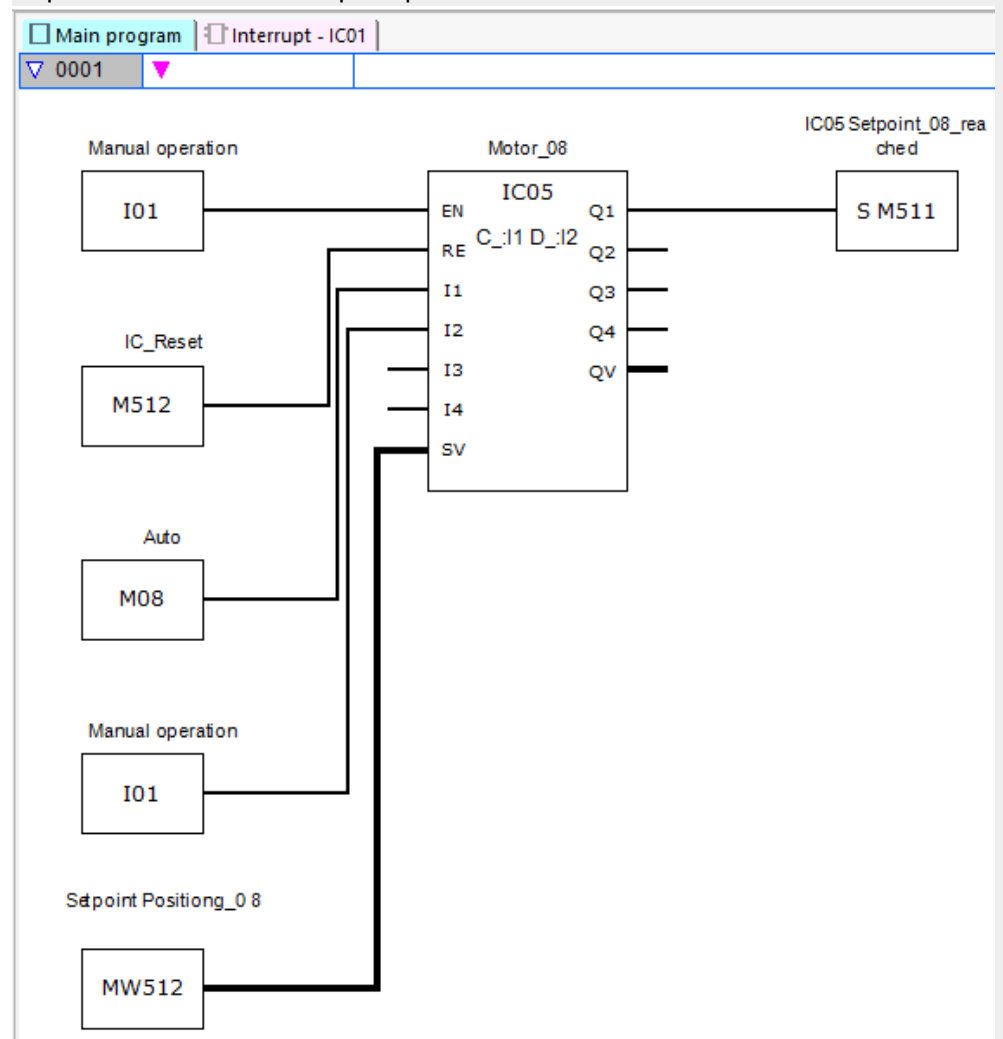 Main program
Interrupt - IC01
0001
IC05 Setpoint_08_rea
ched
Manual operation
Motor_08
I01
IC05
EN
Q1
S M511
C_:I1 D_:I2
RE
Q2
I1
Q3
IC_Reset
I2
Q4
I3
QV
M512
I4
SV
Auto
M08
Manual operation
I01
Setpoint Positiong_0 8
MW512